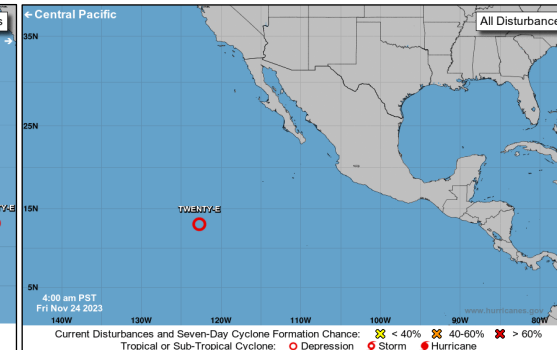 s
← Central Pacific
All Disturbance
35N
25N
TY-E
15N
TWENTY-E
5N
4:00 am PST
Fri Nov 24 2023
www.hurricanes.gov
140W 130W 120W 110W 100W 90W 80W
Current Disturbances and Seven-Day Cyclone Formation Chance: < 40% 40-60% > 60%
Tropical or Sub-Tropical Cyclone: Depression Storm Hurricane